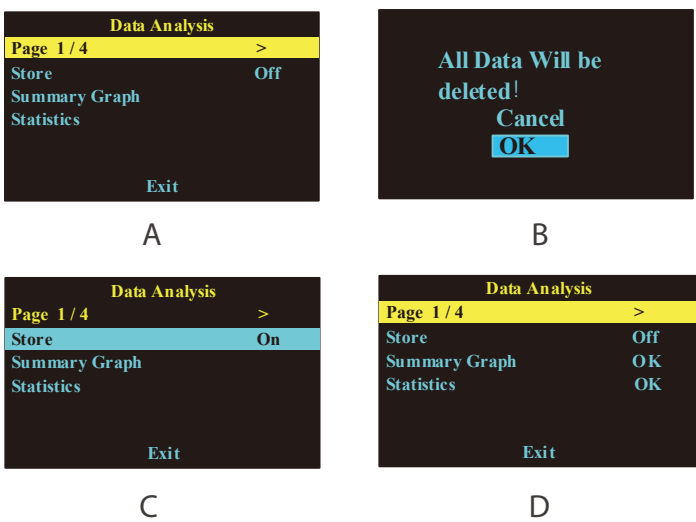 Data Analysis
Page 1 / 4 >
Store Off
Summary Graph
Statistics
Exit
A
All Data Will be
deleted!
Cancel
OK
B
Data Analysis
Page 1 / 4 >
Store On
Summary Graph
Statistics
Exit
C
Data Analysis
Page 1 / 4 >
Store Off
Summary Graph OK
Statistics OK
Exit
D